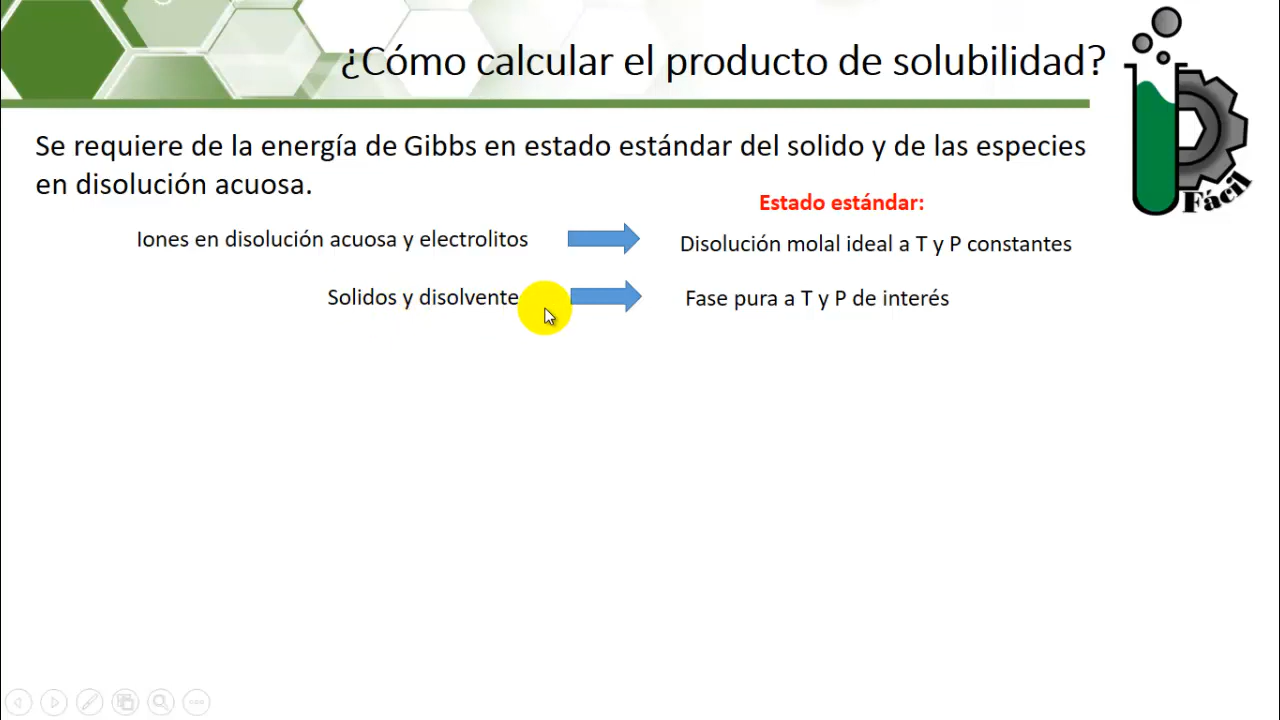 ¿Cómo calcular el producto de solubilidad?
Se requiere de la energía de Gibbs en estado estándar del solido y de las especies
en disolución acuosa.
Estado estándar:
Iones en disolución acuosa y electrolitos
Disolución molal ideal a T y P constantes
Solidos y disolvente
Fase pura a T y P de interés
Fácil